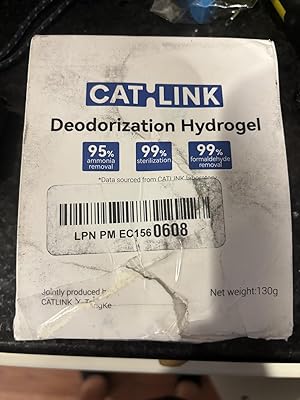 CATLINK
Deodorization Hydrogel
95% 99% 99%
ammonia sterilization formaldehyde
removal removal
*Data sourced from CATLINK laboratory
LPN PM EC156 0608
Jointly produced Net weight:130g
CATLINK X